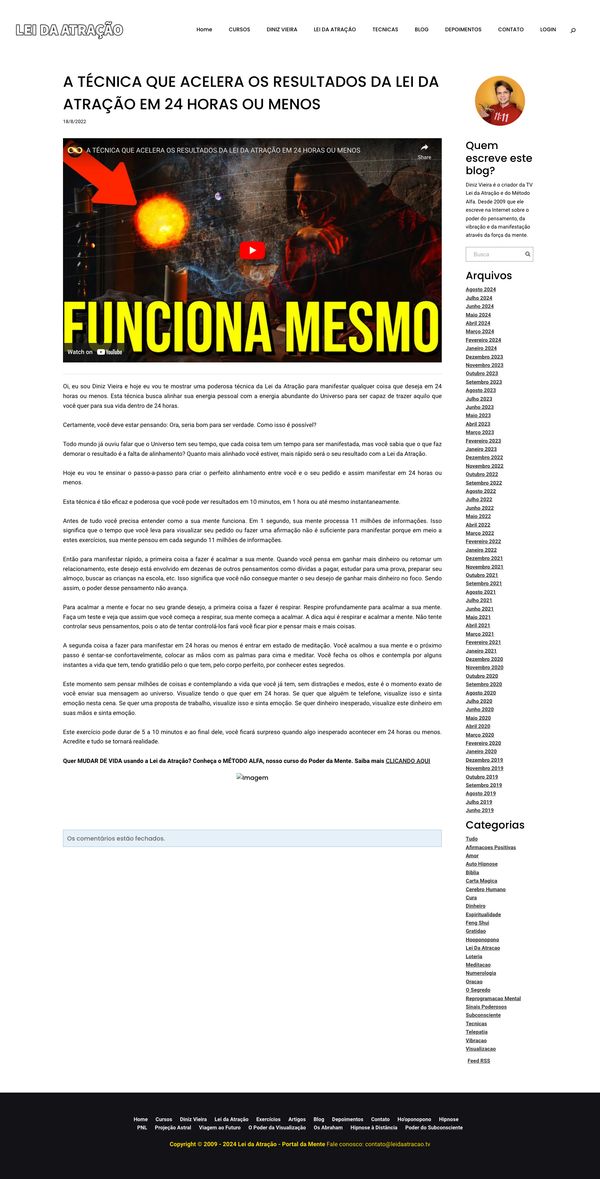 LEI DA ATRAÇÃO
Home CURSOS DINIZ VIEIRA LEI DA ATRAÇÃO TECNICAS BLOG DEPOIMENTOS CONTATO LOGIN
A TÉCNICA QUE ACELERA OS RESULTADOS DA LEI DA
ATRAÇÃO EM 24 HORAS OU MENOS
18/8/2022
A TÉCNICA QUE ACELERA OS RESULTADOS DA LEI DA ATRAÇÃO EM 24 HORAS OU MENOS
Share
FUNCIONA MESMO
Watch on YouTube
Oi, eu sou Diniz Vieira e hoje eu vou te mostrar uma poderosa técnica da Lei da Atração para manifestar qualquer coisa que deseja em 24
horas ou menos. Esta técnica busca alinhar sua energia pessoal com a energia abundante do Universo para ser capaz de trazer aquilo que
você quer para sua vida dentro de 24 horas.
Certamente, você deve estar pensando: Ora, seria bom para ser verdade. Como isso é possível?
Todo mundo já ouviu falar que o Universo tem seu tempo, que cada coisa tem um tempo para ser manifestada, mas você sabia que o que faz
demorar o resultado é a falta de alinhamento? Quanto mais alinhado você estiver, mais rápido será o seu resultado com a Lei da Atração.
Hoje eu vou te ensinar o passo-a-passo para criar o perfeito alinhamento entre você e o seu pedido e assim manifestar em 24 horas ou
menos.
Esta técnica é tão eficaz e poderosa que você pode ver resultados em 10 minutos, em 1 hora ou até mesmo instantaneamente.
Antes de tudo você precisa entender como a sua mente funciona. Em 1 segundo, sua mente processa 11 milhões de informações. Isso
significa que o tempo que você leva para visualizar seu pedido ou fazer uma afirmação não é suficiente para manifestar porque em meio a
estes exercícios, sua mente pensou em cada segundo 11 milhões de informações.
Então para manifestar rápido, a primeira coisa a fazer é acalmar a sua mente. Quando você pensa em ganhar mais dinheiro ou retomar um
relacionamento, este desejo está envolvido em dezenas de outros pensamentos como dívidas a pagar, estudar para uma prova, preparar seu
almoço, buscar as crianças na escola, etc. Isso significa que você não consegue manter o seu desejo de ganhar mais dinheiro no foco. Sendo
assim, o poder desse pensamento não avança.
Para acalmar a mente e focar no seu grande desejo, a primeira coisa a fazer é respirar. Respire profundamente para acalmar a sua mente.
Faça um teste e veja que assim que você começa a respirar, sua mente começa a acalmar. A dica aqui é respirar e acalmar a mente. Não tente
controlar seus pensamentos, pois o ato de tentar controlá-los fará você ficar pior e pensar mais e mais coisas.
A segunda coisa a fazer para manifestar em 24 horas ou menos é entrar em estado de meditação. Você acalmou a sua mente e o próximo
passo é sentar-se confortavelmente, colocar as mãos com as palmas para cima e meditar. Você fecha os olhos e contempla por alguns
instantes a vida que tem, tendo gratidão pelo o que tem, pelo corpo perfeito, por conhecer estes segredos.
Este momento sem pensar milhões de coisas e contemplando a vida que você já tem, sem distrações e medos, este é o momento exato de
você enviar sua mensagem ao universo. Visualize tendo o que quer em 24 horas. Se quer que alguém te telefone, visualize isso e sinta
emoção nesta cena. Se quer uma proposta de trabalho, visualize isso e sinta emoção. Se quer dinheiro inesperado, visualize este dinheiro em
suas mãos e sinta emoção.
Este exercício pode durar de 5 a 10 minutos e ao final dele, você ficará surpreso quando algo inesperado acontecer em 24 horas ou menos.
Acredite e tudo se tornará realidade.
Quer MUDAR DE VIDA usando a Lei da Atração? Conheça o MÉTODO ALFA, nosso curso do Poder da Mente. Saiba mais CLICANDO AQUI
Imagem
Os comentários estão fechados.
11:11
Quem
escreve este
blog?
Diniz Vieira é o criador da TV
Lei da Atração e do Método
Alfa. Desde 2009 que ele
escreve na Internet sobre o
poder do pensamento, da
vibração e da manifestação
através da força da mente.
Busca
Arquivos
Agosto 2024
Julho 2024
Junho 2024
Maio 2024
Abril 2024
Março 2024
Fevereiro 2024
Janeiro 2024
Dezembro 2023
Novembro 2023
Outubro 2023
Setembro 2023
Agosto 2023
Julho 2023
Junho 2023
Maio 2023
Abril 2023
Março 2023
Fevereiro 2023
Janeiro 2023
Dezembro 2022
Novembro 2022
Outubro 2022
Setembro 2022
Agosto 2022
Julho 2022
Junho 2022
Maio 2022
Abril 2022
Março 2022
Fevereiro 2022
Janeiro 2022
Dezembro 2021
Novembro 2021
Outubro 2021
Setembro 2021
Agosto 2021
Julho 2021
Junho 2021
Maio 2021
Abril 2021
Março 2021
Fevereiro 2021
Janeiro 2021
Dezembro 2020
Novembro 2020
Outubro 2020
Setembro 2020
Agosto 2020
Julho 2020
Junho 2020
Maio 2020
Abril 2020
Março 2020
Fevereiro 2020
Janeiro 2020
Dezembro 2019
Novembro 2019
Outubro 2019
Setembro 2019
Agosto 2019
Julho 2019
Junho 2019
Categorias
Tudo
Afirmacoes Positivas
Amor
Auto Hipnose
Biblia
Carta Magica
Cerebro Humano
Cura
Dinheiro
Espiritualidade
Feng Shui
Gratidao
Hooponopono
Lei Da Atracao
Loteria
Meditacao
Numerologia
Oracao
O Segredo
Reprogramacao Mental
Sinais Poderosos
Subconsciente
Tecnicas
Telepatia
Vibracao
Visualizacao
Feed RSS
Home Cursos Diniz Vieira Lei da Atração Exercícios Artigos Blog Depoimentos Contato Ho'oponopono Hipnose
PNL Projeção Astral Viagem ao Futuro O Poder da Visualização Os Abraham Hipnose à Distância Poder do Subconsciente
Copyright © 2009 - 2024 Lei da Atração - Portal da Mente Fale conosco: contato@leidaatracao.tv